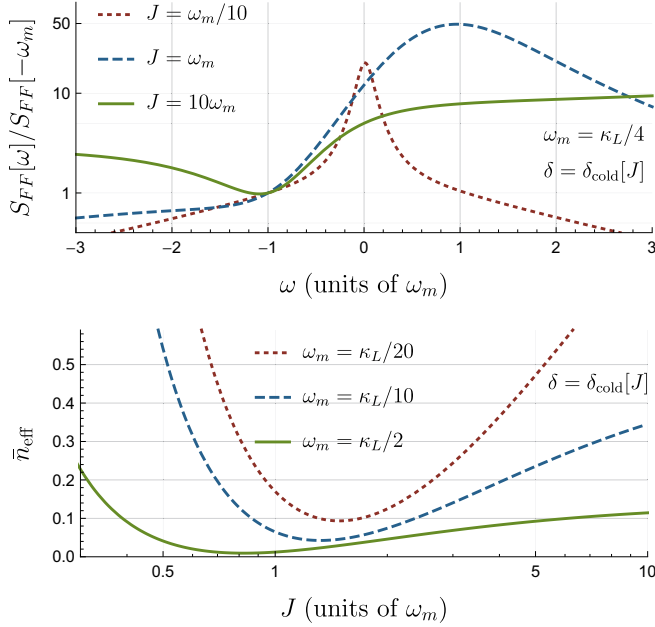 S_FF[ω]/S_FF[−ω_m]
50
10
1
J = ω_m/10
J = ω_m
J = 10ω_m
ω_m = κ_L/4
δ = δ_cold[J]
−3 −2 −1 0 1 2 3
ω (units of ω_m)
n̄_eff
0.5
0.4
0.3
0.2
0.1
0.0
ω_m = κ_L/20
ω_m = κ_L/10
ω_m = κ_L/2
δ = δ_cold[J]
0.5 1 5 10
J (units of ω_m)